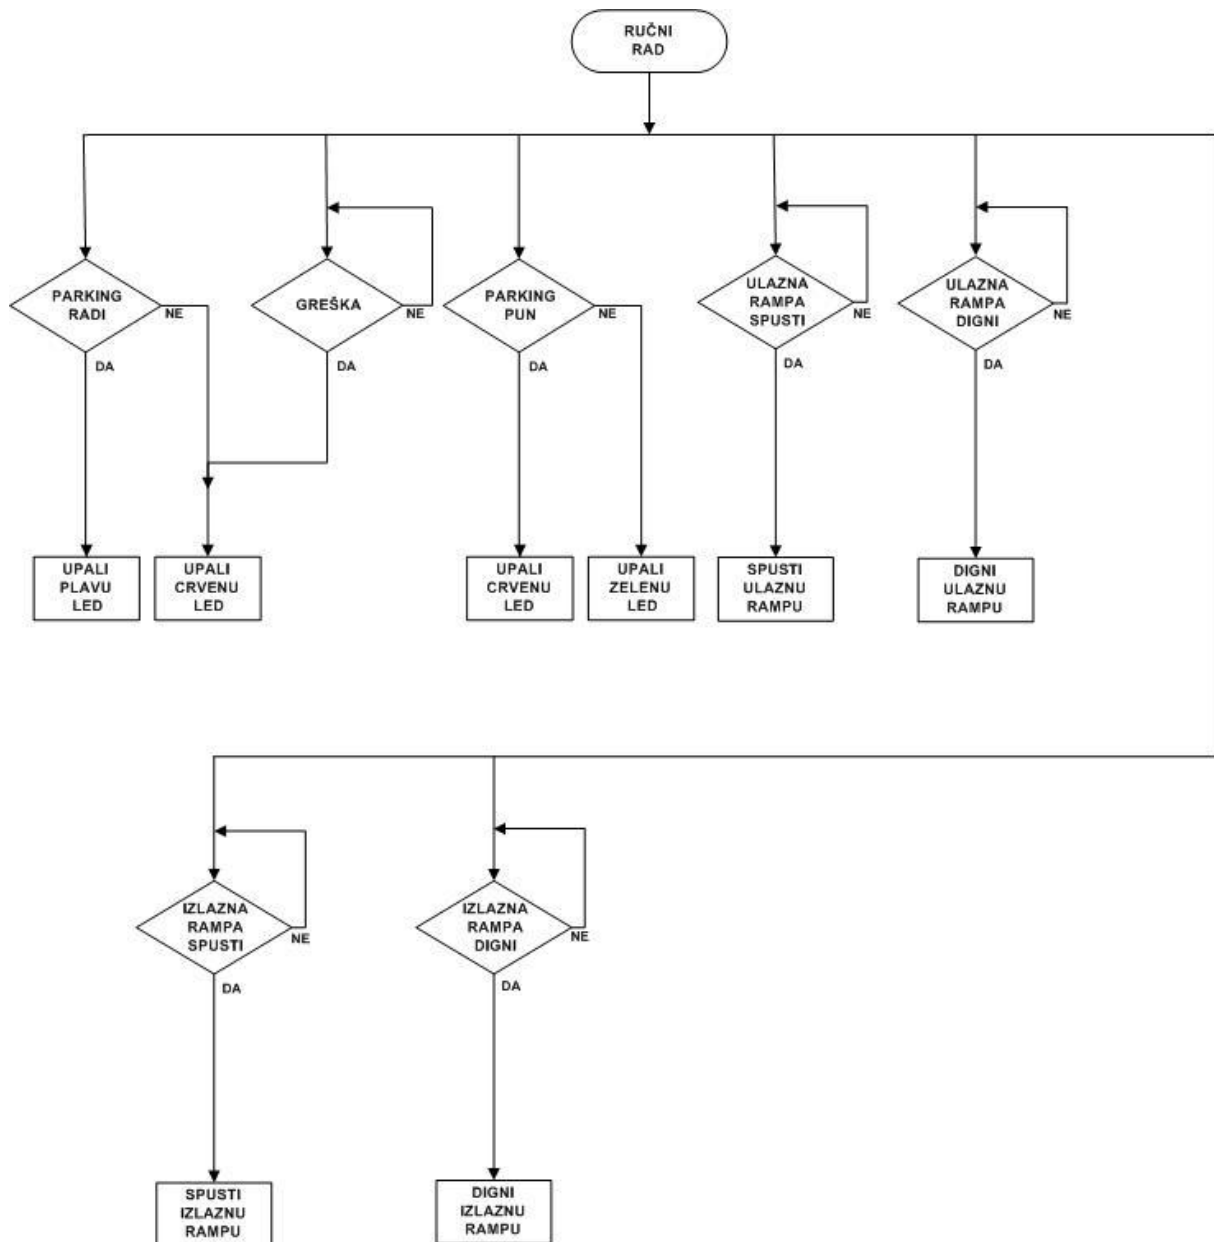 RUČNI
RAD
PARKING
RADI
NE
DA
GREŠKA
NE
DA
PARKING
PUN
NE
DA
ULAZNA
RAMPA
SPUSTI
NE
DA
ULAZNA
RAMPA
DIGNI
NE
DA
UPALI
PLAVU
LED
UPALI
CRVENU
LED
UPALI
CRVENU
LED
UPALI
ZELENU
LED
SPUSTI
ULAZNU
RAMPU
DIGNI
ULAZNU
RAMPU
IZLAZNA
RAMPA
SPUSTI
NE
DA
IZLAZNA
RAMPA
DIGNI
NE
DA
SPUSTI
IZLAZNU
RAMPU
DIGNI
IZLAZNU
RAMPU